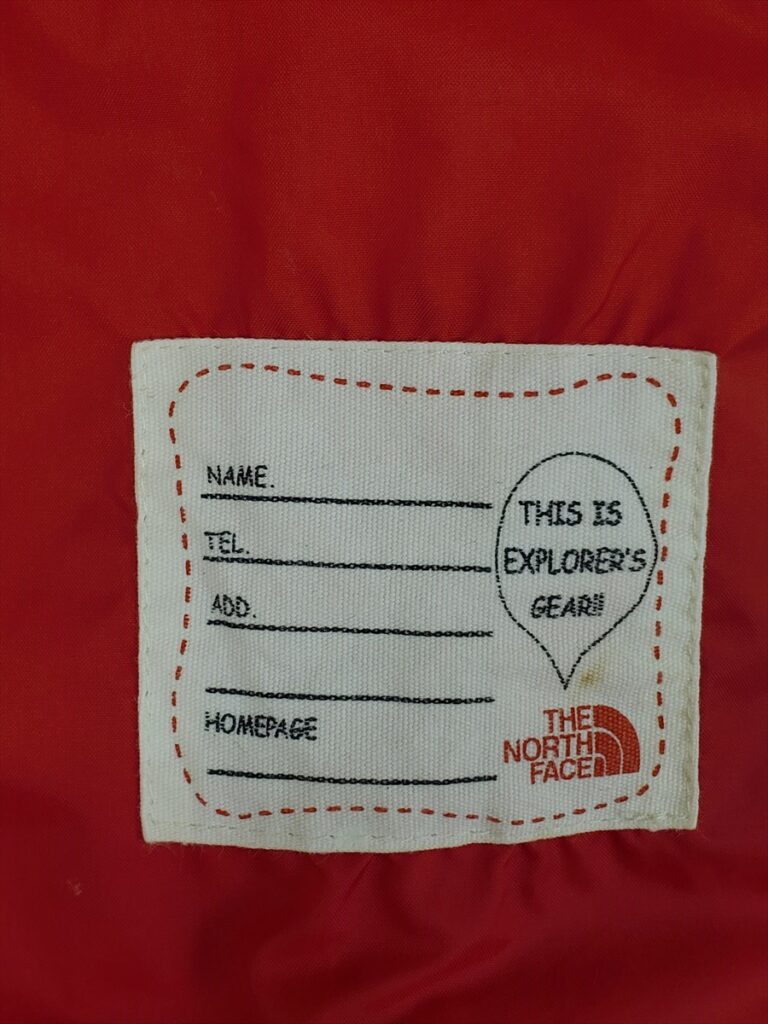 NAME.
TEL.
ADD.
HOMEPAGE
THIS IS
EXPLORER'S
GEAR!!!
THE
NORTH
FACE